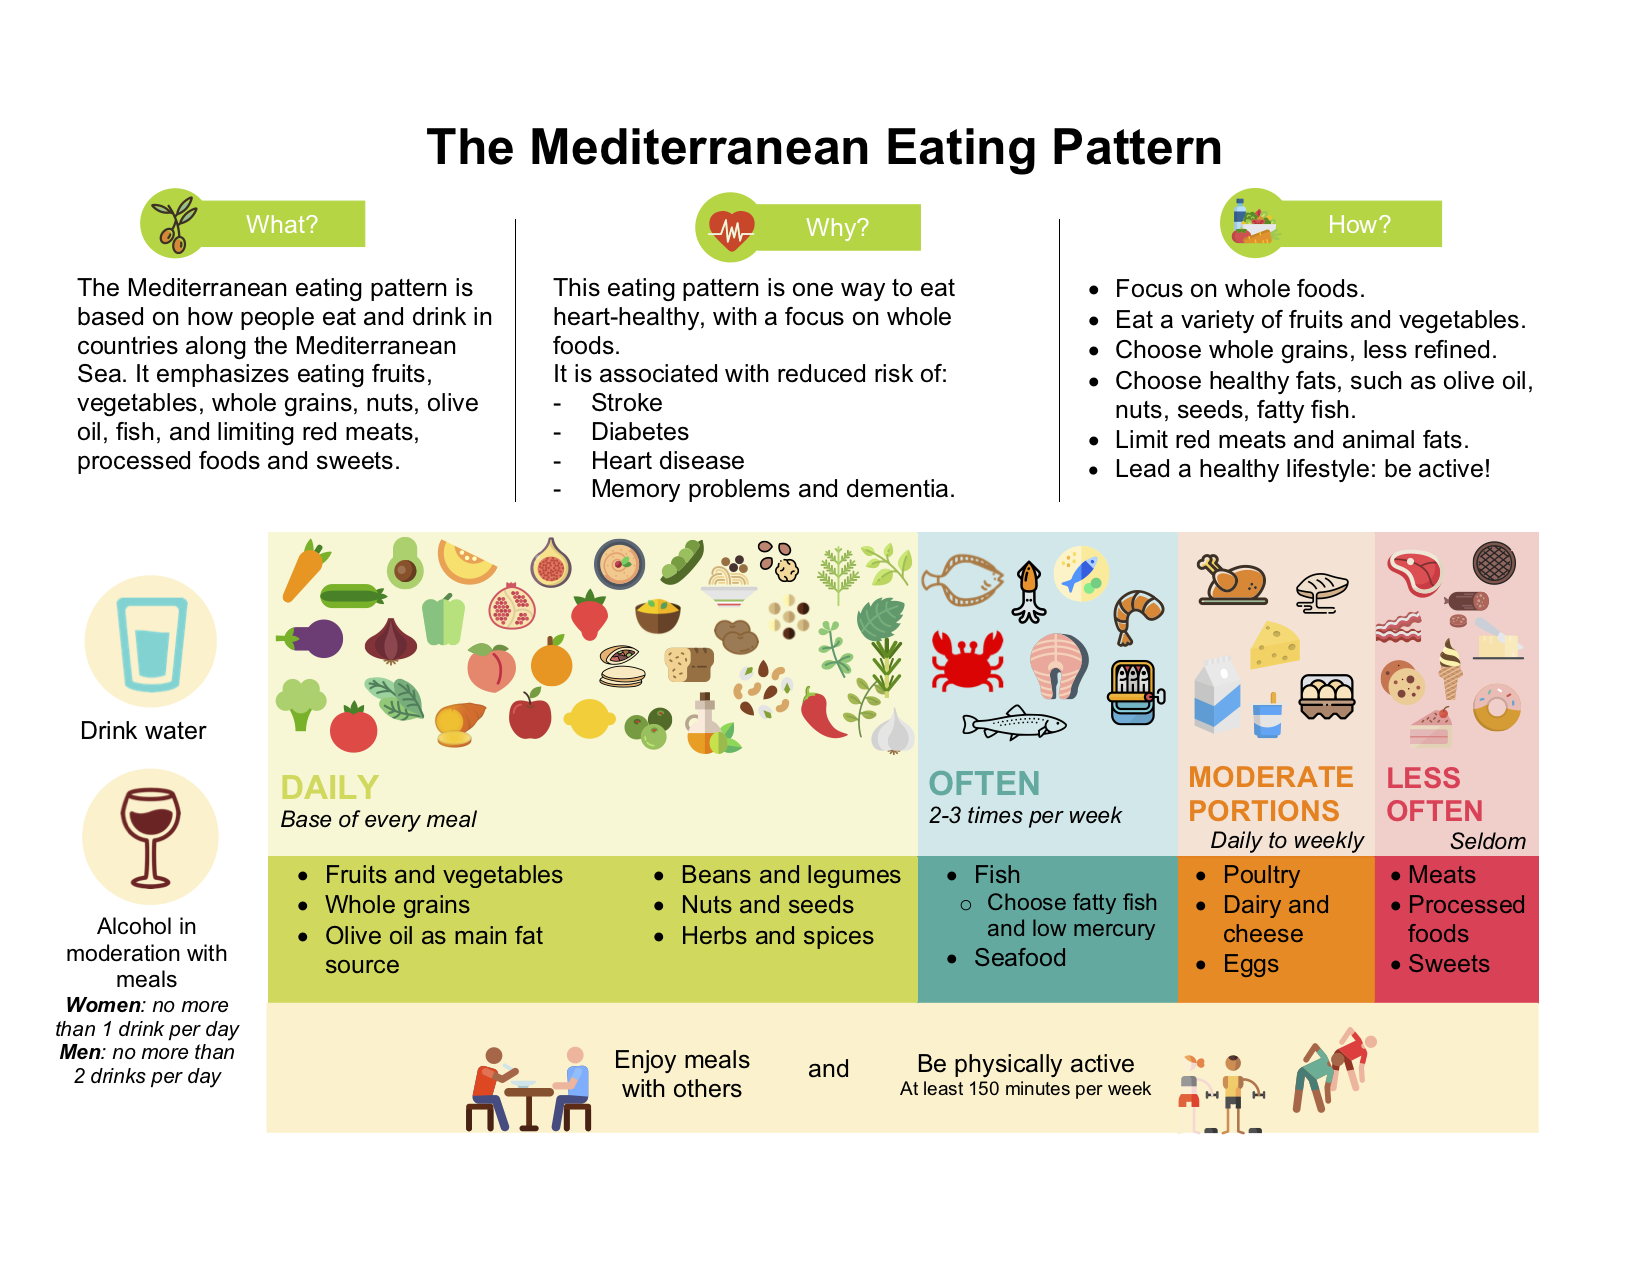 The Mediterranean Eating Pattern
What?
The Mediterranean eating pattern is
based on how people eat and drink in
countries along the Mediterranean
Sea. It emphasizes eating fruits,
vegetables, whole grains, nuts, olive
oil, fish, and limiting red meats,
processed foods and sweets.
Why?
This eating pattern is one way to eat
heart-healthy, with a focus on whole
foods.
It is associated with reduced risk of:
- Stroke
- Diabetes
- Heart disease
- Memory problems and dementia.
How?
• Focus on whole foods.
• Eat a variety of fruits and vegetables.
• Choose whole grains, less refined.
• Choose healthy fats, such as olive oil,
nuts, seeds, fatty fish.
• Limit red meats and animal fats.
• Lead a healthy lifestyle: be active!
Drink water
Alcohol in
moderation with
meals
Women: no more
than 1 drink per day
Men: no more than
2 drinks per day
DAILY
Base of every meal
• Fruits and vegetables
• Whole grains
• Olive oil as main fat
source
• Beans and legumes
• Nuts and seeds
• Herbs and spices
OFTEN
2-3 times per week
• Fish
○ Choose fatty fish
and low mercury
• Seafood
MODERATE
PORTIONS
Daily to weekly
• Poultry
• Dairy and
cheese
• Eggs
LESS
OFTEN
Seldom
• Meats
• Processed
foods
• Sweets
Enjoy meals
with others
and
Be physically active
At least 150 minutes per week